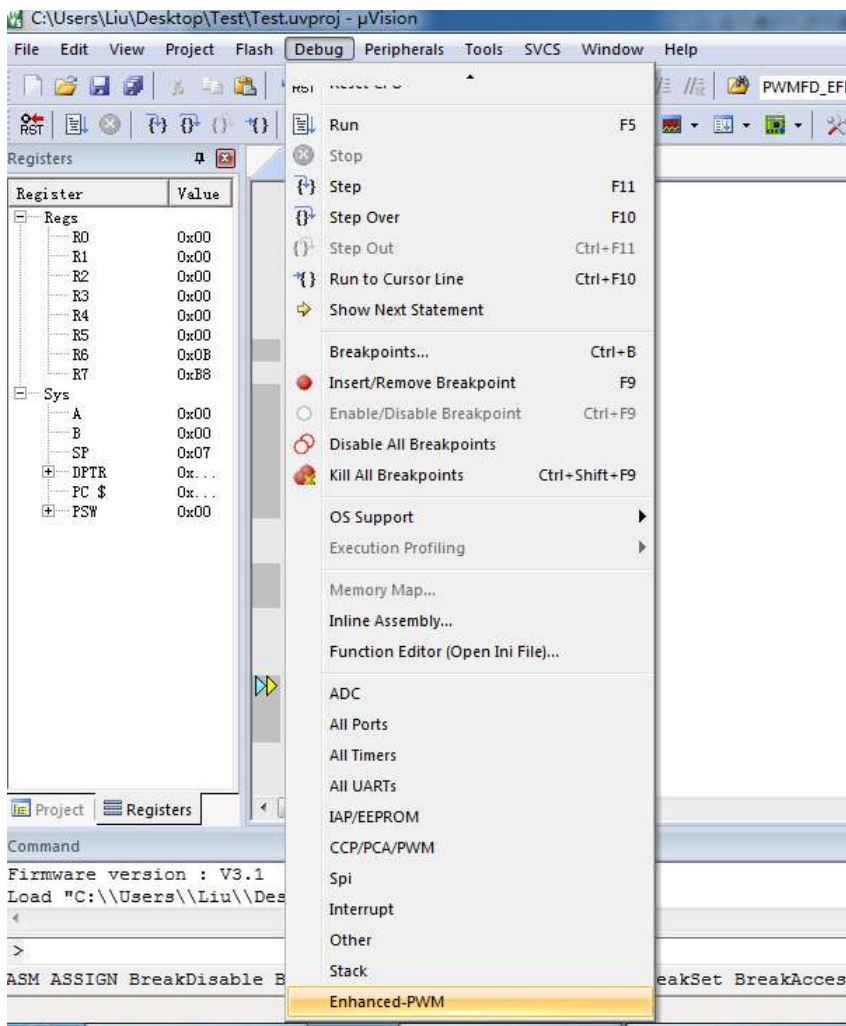 C:\Users\Liu\Desktop\Test\Test.uvproj - µVision
File Edit View Project Flash Debug Peripherals Tools SVCS Window Help
RST
PWMFD_EFI
RST
Registers
Register Value
Regs
R0 0x00
R1 0x00
R2 0x00
R3 0x00
R4 0x00
R5 0x00
R6 0x0B
R7 0xB8
Sys
A 0x00
B 0x00
SP 0x07
DPTR 0x...
PC $ 0x...
PSW 0x00
Project Registers
Run F5
Stop
Step F11
Step Over F10
Step Out Ctrl+F11
Run to Cursor Line Ctrl+F10
Show Next Statement
Breakpoints... Ctrl+B
Insert/Remove Breakpoint F9
Enable/Disable Breakpoint Ctrl+F9
Disable All Breakpoints
Kill All Breakpoints Ctrl+Shift+F9
OS Support
Execution Profiling
Memory Map...
Inline Assembly...
Function Editor (Open Ini File)...
ADC
All Ports
All Timers
All UARTs
IAP/EEPROM
CCP/PCA/PWM
Spi
Interrupt
Other
Stack
Enhanced-PWM
Command
Firmware version : V3.1
Load "C:\\Users\\Liu\\Des
>
ASM ASSIGN BreakDisable B eakSet BreakAcces